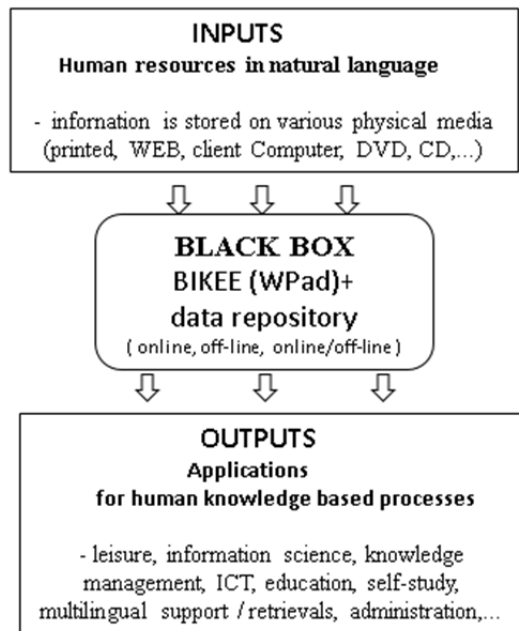 INPUTS
Human resources in natural language
- infornation is stored on various physical media
(printed, WEB, client Computer, DVD, CD,...)
BLACK BOX
BIKEE (WPad)+
data repository
( online, off-line, online/off-line )
OUTPUTS
Applications
for human knowledge based processes
- leisure, information science, knowledge
management, ICT, education, self-study,
multilingual support / retrievals, administration,...